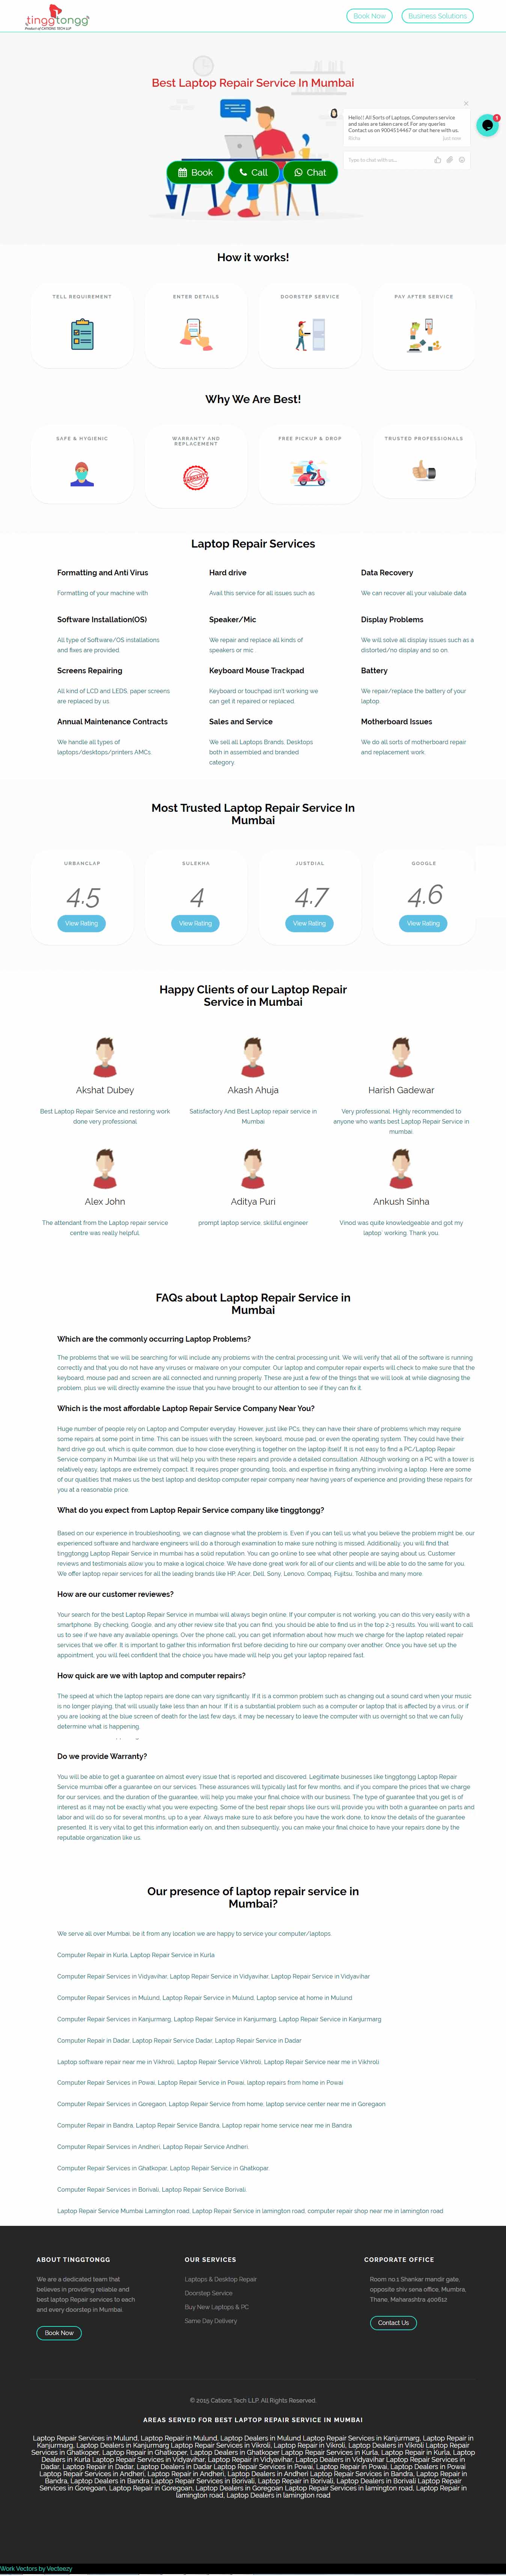 tinggtongg
Product of CATIONS TECH LLP
Book Now
Business Solutions
Best Laptop Repair Service In Mumbai
Hello!! All Sorts of Laptops, Computers service
and sales are taken care of. For any queries
Contact us on 9004514667 or chat here with us.
Richa
Just now
1
Type to chat with us...
Book
Call
Chat
How it works!
TELL REQUIREMENT
ENTER DETAILS
DOORSTEP SERVICE
PAY AFTER SERVICE
Why We Are Best!
SAFE & HYGIENIC
WARRANTY AND
REPLACEMENT
FREE PICKUP & DROP
TRUSTED PROFESSIONALS
WARRANTY
Laptop Repair Services
Formatting and Anti Virus
Hard drive
Data Recovery
Formatting of your machine with
Avail this service for all issues such as
We can recover all your valubale data
Software Installation(OS)
Speaker/Mic
Display Problems
All type of Software/OS installations
and fixes are provided
We repair and replace all kinds of
speakers or mic
We will solve all display issues such as a
distorted/no display and so on.
Screens Repairing
Keyboard Mouse Trackpad
Battery
All kind of LCD and LEDS, paper screens
are replaced by us
Keyboard or touchpad isn't working we
can get it repaired or replaced.
We repair/replace the battery of your
laptop.
Annual Maintenance Contracts
Sales and Service
Motherboard Issues
We handle all types of
laptops/desktops/printers AMCs.
We sell all Laptops Brands, Desktops
both in assembled and branded
category
We do all sorts of motherboard repair
and replacement work.
Most Trusted Laptop Repair Service In
Mumbai
URBANCLAP
SULEKHA
JUSTDIAL
GOOGLE
4.5
4
4.7
4.6
View Rating
View Rating
View Rating
View Rating
Happy Clients of our Laptop Repair
Service in Mumbai
Akshat Dubey
Akash Ahuja
Harish Gadewar
Best Laptop Repair Service and restoring work
done very professional
Satisfactory And Best Laptop repair service in
Mumbai
Very professional. Highly recommended to
anyone who wants best Laptop Repair Service in
mumbai.
Alex John
Aditya Puri
Ankush Sinha
The attendant from the Laptop repair service
centre was really helpful.
prompt laptop service; skillful engineer
Vinod was quite knowledgeable and got my
laptop working. Thank you.
FAQs about Laptop Repair Service in
Mumbai
Which are the commonly occurring Laptop Problems?
The problems that we will be searching for will include any problems with the central processing unit. We will verify that all of the software is running
correctly and that you do not have any viruses or malware on your computer. Our laptop and computer repair experts will check to make sure that the
keyboard, mouse pad and screen are all connected and running properly. These are just a few of the things that we will look at while diagnosing the
problem, plus we will directly examine the issue that you have brought to our attention to see if they can fix it.
Which is the most affordable Laptop Repair Service Company Near You?
Huge number of people rely on Laptop and Computer everyday. However, just like PCs, they can have their share of problems which may require
some repairs at some point in time. This can be issues with the screen, keyboard, mouse pad, or even the operating system. They could have their
hard drive go out, which is quite common, due to how close everything is together on the laptop itself. It is not easy to find a PC/Laptop Repair
Service company in Mumbai like us that will help you with these repairs and provide a detailed consultation. Although working on a PC with a tower is
relatively easy, laptops are extremely compact. It requires proper grounding, tools, and expertise in fixing anything involving a laptop. Here are some
of our qualities that makes us the best laptop and desktop computer repair company near having years of experience and providing these repairs for
you at a reasonable price.
What do you expect from Laptop Repair Service company like tinggtongg?
Based on our experience in troubleshooting, we can diagnose what the problem is. Even if you can tell us what you believe the problem might be, our
experienced software and hardware engineers will do a thorough examination to make sure nothing is missed. Additionally, you will find that
tinggtongg Laptop Repair Service in mumbai has a solid reputation. You can go online to see what other people are saying about us. Customer
reviews and testimonials allow you to make a logical choice. We have done great work for all of our clients and will be able to do the same for you.
We offer laptop repair services for all the leading brands like HP, Acer, Dell, Sony, Lenovo, Compaq, Fujitsu, Toshiba and many more
How are our customer reviewes?
Your search for the best Laptop Repair Service in mumbai will always begin online. If your computer is not working, you can do this very easily with a
smartphone. By checking, Google, and any other review site that you can find, you should be able to find us in the top 2-3 results. You will want to call
us to see if we have any available openings. Over the phone call, you can get information about how much we charge for the laptop related repair
services that we offer. It is important to gather this information first before deciding to hire our company over another. Once you have set up the
appointment, you will feel confident that the choice you have made will help you get your laptop repaired fast.
How quick are we with laptop and computer repairs?
The speed at which the laptop repairs are done can vary significantly. If it is a common problem such as changing out a sound card when your music
is no longer playing, that will usually take less than an hour. If it is a substantial problem such as a computer or laptop that is affected by a virus, or if
you are looking at the blue screen of death for the last few days, it may be necessary to leave the computer with us overnight so that we can fully
determine what is happening.
Do we provide Warranty?
You will be able to get a guarantee on almost every issue that is reported and discovered. Legitimate businesses like tinggtongg Laptop Repair
Service mumbai offer a guarantee on our services. These assurances will typically last for few months, and if you compare the prices that we charge
for our services, and the duration of the guarantee, will help you make your final choice with our business. The type of guarantee that you get is of
interest as it may not be exactly what you were expecting. Some of the best repair shops like ours will provide you with both a guarantee on parts and
labor and will do so for several months, up to a year. Always make sure to ask before you have the work done, to know the details of the guarantee
presented. It is very vital to get this information early on, and then subsequently, you can make your final choice to have your repairs done by the
reputable organization like us.
Our presence of laptop repair service in
Mumbai?
We serve all over Mumbai, be it from any location we are happy to service your computer/laptops.
Computer Repair in Kurla, Laptop Repair Service in Kurla
Computer Repair Services in Vidyavihar, Laptop Repair Service in Vidyavihar, Laptop Repair Service in Vidyavihar
Computer Repair Services in Mulund, Laptop Repair Service in Mulund, Laptop service at home in Mulund
Computer Repair Services in Kanjurmarg, Laptop Repair Service in Kanjurmarg, Laptop Repair Service in Kanjurmarg
Computer Repair in Dadar, Laptop Repair Service Dadar, Laptop Repair Service in Dadar
Laptop software repair near me in Vikhroli, Laptop Repair Service Vikhroli, Laptop Repair Service near me in Vikhroli
Computer Repair Services in Powai, Laptop Repair Service in Powai, laptop repairs from home in Powai
Computer Repair Services in Goregaon, Laptop Repair Service from home, laptop service center near me in Goregaon
Computer Repair in Bandra, Laptop Repair Service Bandra, Laptop repair home service near me in Bandra
Computer Repair Services in Andheri, Laptop Repair Service Andheri.
Computer Repair Services in Ghatkopar, Laptop Repair Service in Ghatkopar.
Computer Repair Services in Borivali, Laptop Repair Service Borivali.
Laptop Repair Service Mumbai Lamington road, Laptop Repair Service in lamington road, computer repair shop near me in lamington road
ABOUT TINGGTONGG
OUR SERVICES
CORPORATE OFFICE
We are a dedicated team that
believes in providing reliable and
best laptop Repair services to each
and every doorstep in Mumbai.
Book Now
Laptops & Desktop Repair
Doorstep Service
Buy New Laptops & PC
Same Day Delivery
Room no.1 Shankar mandir gate,
opposite shiv sena office, Mumbra,
Thane, Maharashtra 400612
Contact Us
© 2015 Cations Tech LLP. All Rights Reserved.
AREAS SERVED FOR BEST LAPTOP REPAIR SERVICE IN MUMBAI
Laptop Repair Services in Mulund, Laptop Repair in Mulund, Laptop Dealers in Mulund Laptop Repair Services in Kanjurmarg, Laptop Repair in
Kanjurmarg, Laptop Dealers in Kanjurmarg Laptop Repair Services in Vikroli, Laptop Repair in Vikroli, Laptop Dealers in Vikroli Laptop Repair
Services in Ghatkoper, Laptop Repair in Ghatkoper, Laptop Dealers in Ghatkoper Laptop Repair Services in Kurla, Laptop Repair in Kurla, Laptop
Dealers in Kurla Laptop Repair Services in Vidyavihar, Laptop Repair in Vidyavihar, Laptop Dealers in Vidyavihar Laptop Repair Services in
Dadar, Laptop Repair in Dadar, Laptop Dealers in Dadar Laptop Repair Services in Powai, Laptop Repair in Powai, Laptop Dealers in Powai
Laptop Repair Services in Andheri, Laptop Repair in Andheri, Laptop Dealers in Andheri Laptop Repair Services in Bandra, Laptop Repair in
Bandra, Laptop Dealers in Bandra Laptop Repair Services in Borivali, Laptop Repair in Borivali, Laptop Dealers in Borivali Laptop Repair
Services in Goregoan, Laptop Repair in Goregoan, Laptop Dealers in Goregoan Laptop Repair Services in lamington road, Laptop Repair in
lamington road, Laptop Dealers in lamington road
Work Vectors by Vecteezy